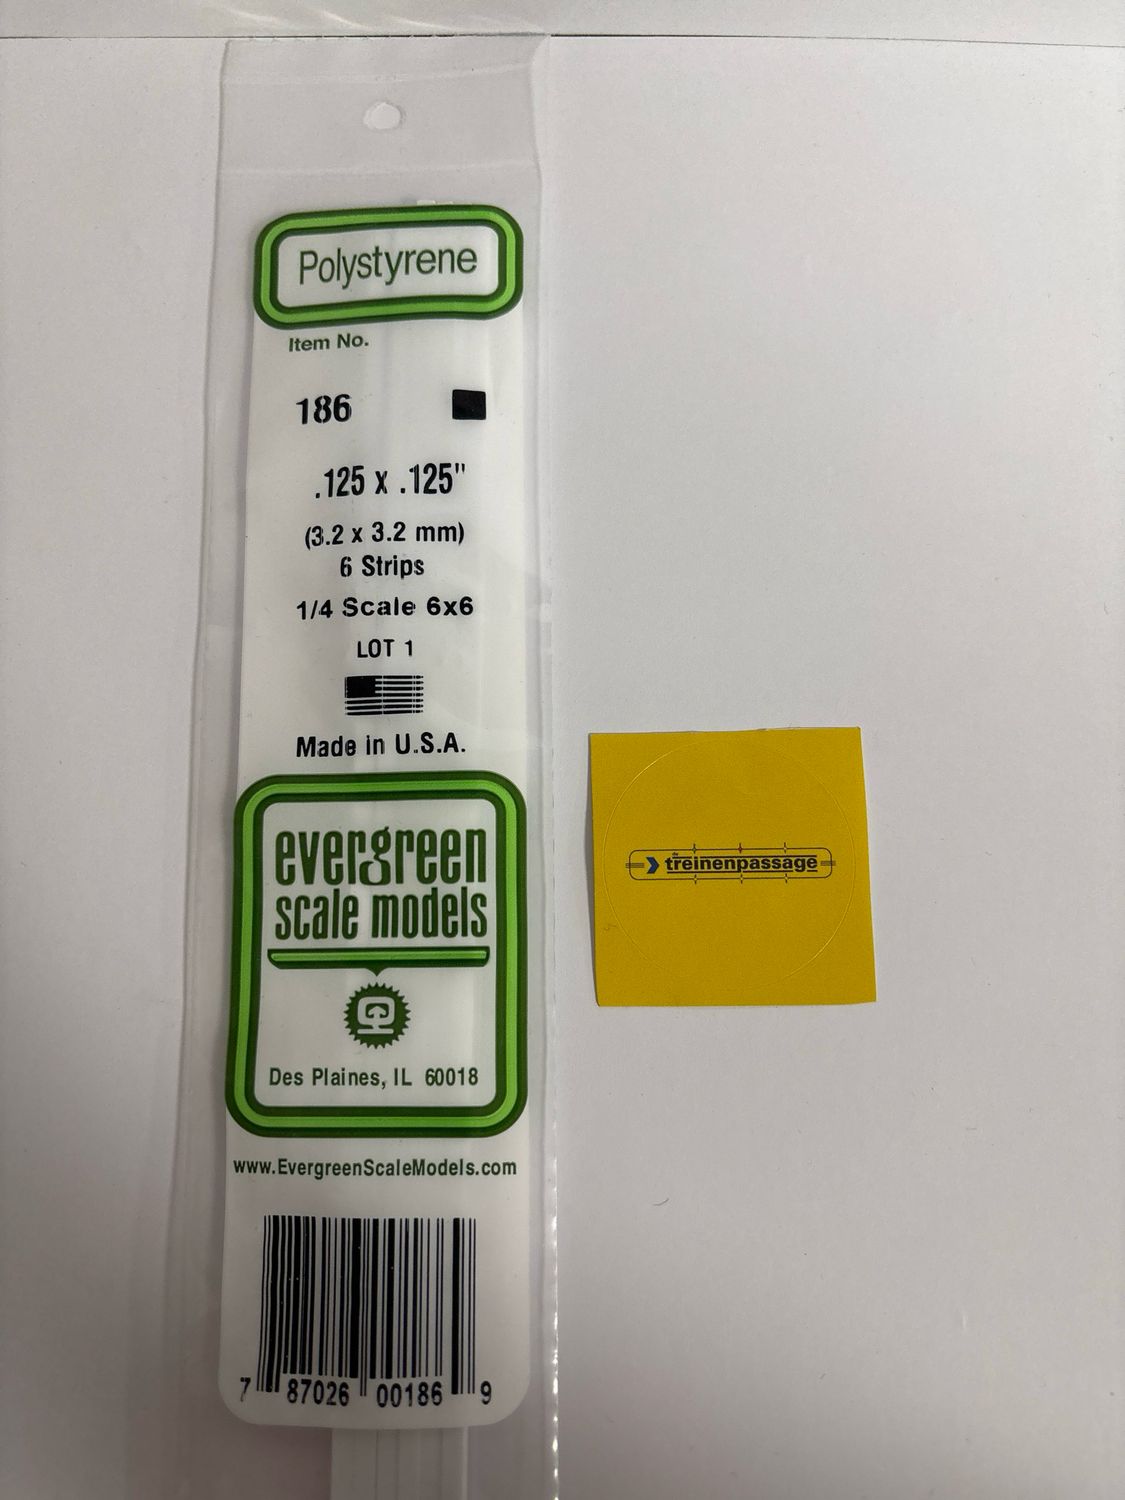 Polystyrene
Item No.
186
.125 x .125"
(3.2 x 3.2 mm)
6 Strips
1/4 Scale 6x6
LOT 1
Made in U.S.A.
evergreen
scale models
Des Plaines, IL 60018
www.EvergreenScaleModels.com
7 87026 00186 9
de
treinenpassage